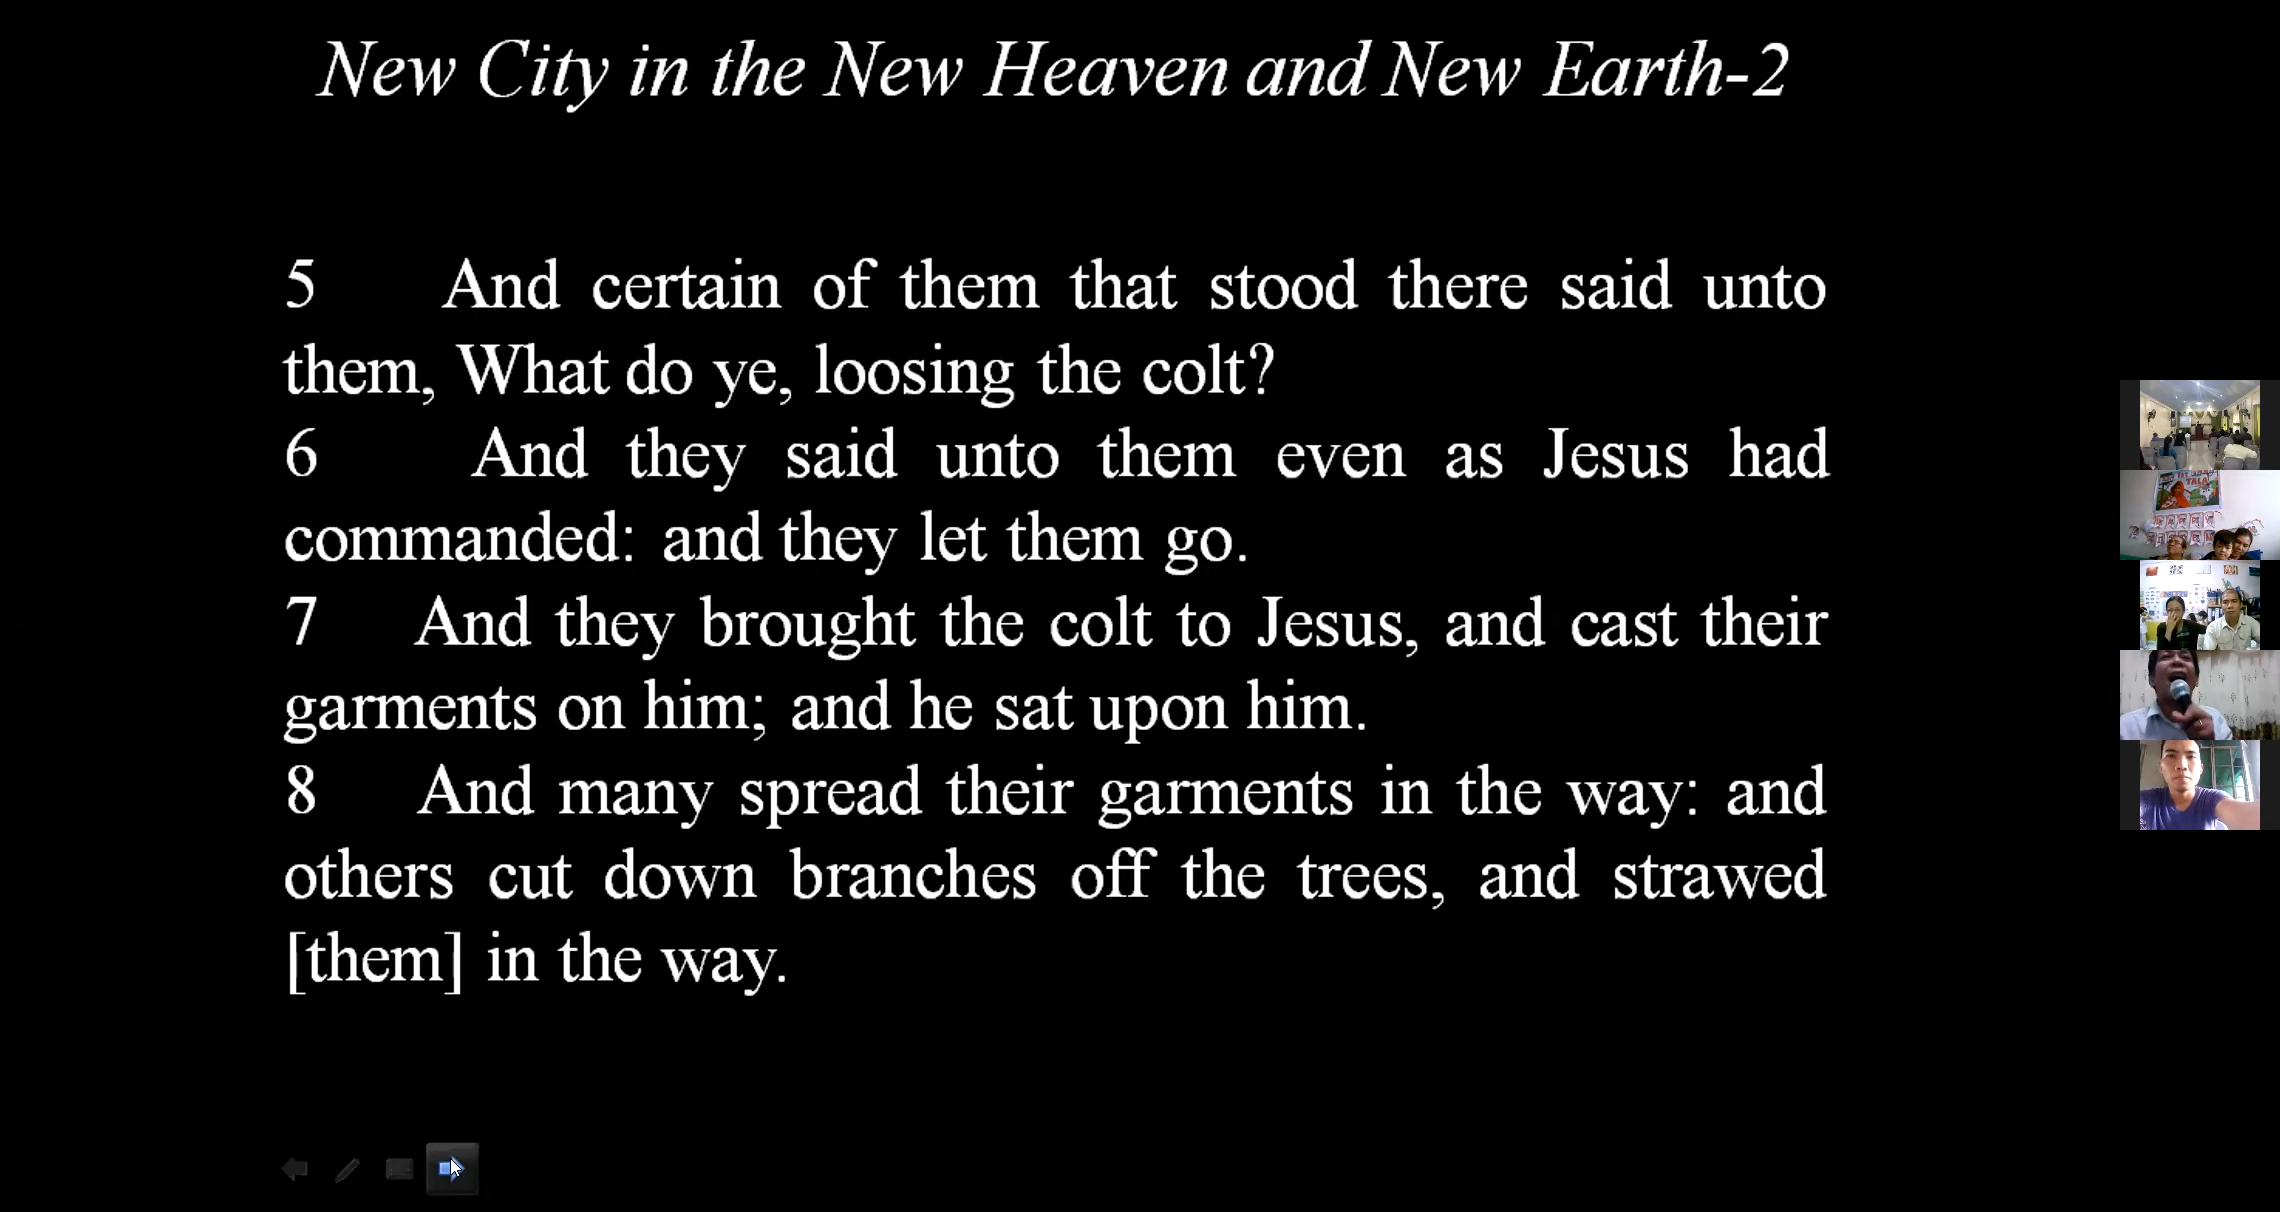 New City in the New Heaven and New Earth-2
5 And certain of them that stood there said unto
them, What do ye, loosing the colt?
6 And they said unto them even as Jesus had
commanded: and they let them go.
7 And they brought the colt to Jesus, and cast their
garments on him; and he sat upon him.
8 And many spread their garments in the way: and
others cut down branches off the trees, and strawed
[them] in the way.
TALA